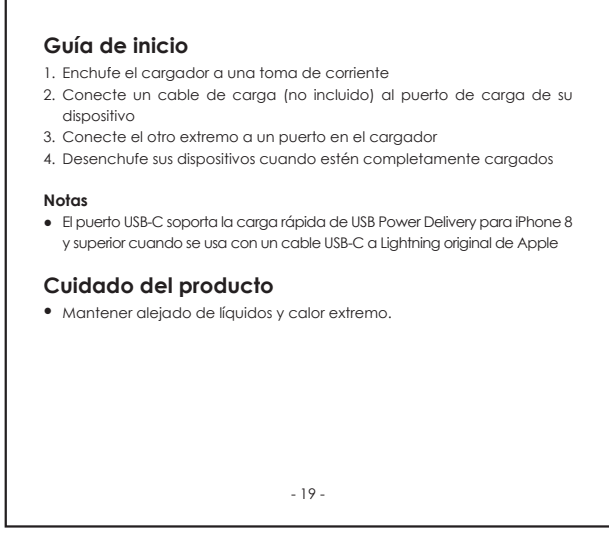 Guía de inicio
1. Enchufe el cargador a una toma de corriente
2. Conecte un cable de carga (no incluido) al puerto de carga de su
dispositivo
3. Conecte el otro extremo a un puerto en el cargador
4. Desenchufe sus dispositivos cuando estén completamente cargados
Notas
● El puerto USB-C soporta la carga rápida de USB Power Delivery para iPhone 8
y superior cuando se usa con un cable USB-C a Lightning original de Apple
Cuidado del producto
● Mantener alejado de líquidos y calor extremo.
- 19 -